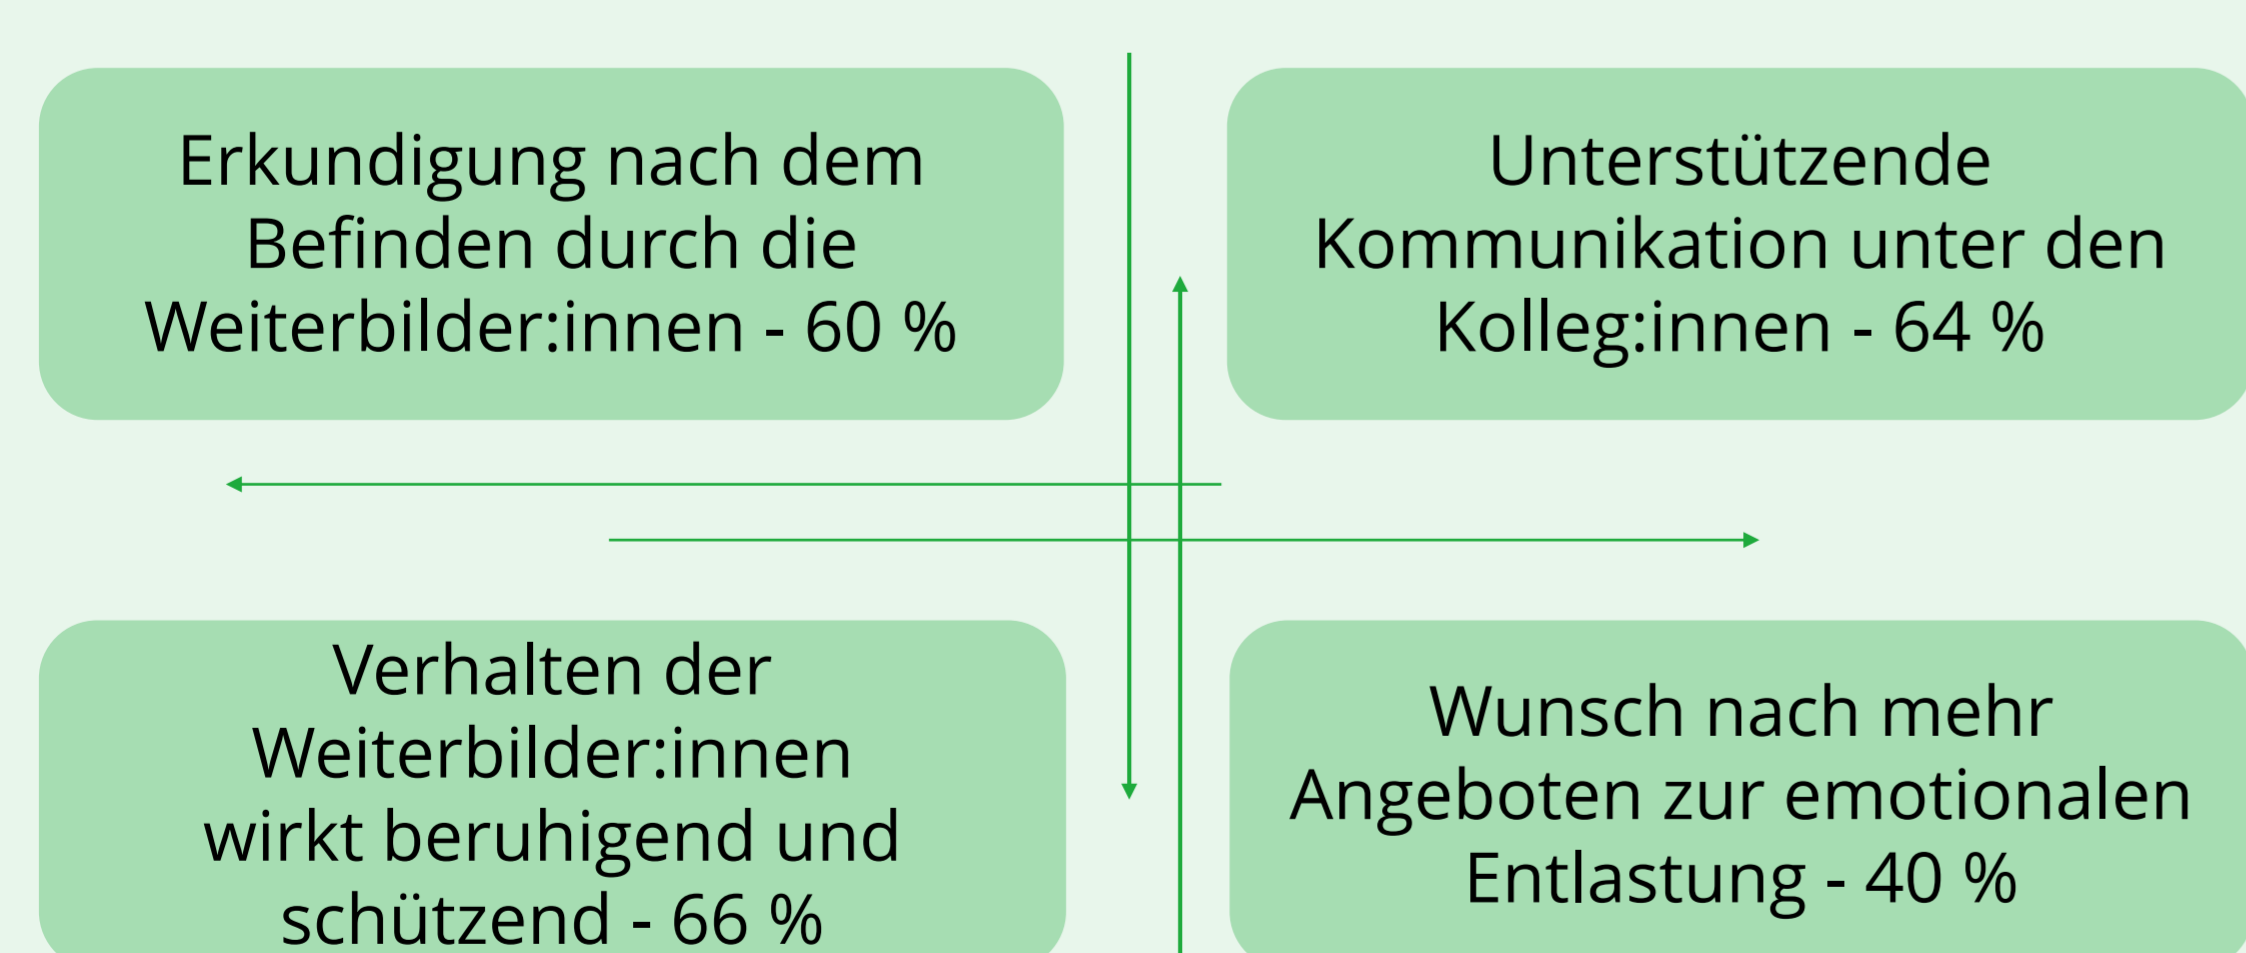 Erkundigung nach dem
Befinden durch die
Weiterbilder:innen - 60 %
Unterstützende
Kommunikation unter den
Kolleg:innen - 64 %
Verhalten der
Weiterbilder:innen
wirkt beruhigend und
schützend - 66 %
Wunsch nach mehr
Angeboten zur emotionalen
Entlastung - 40 %